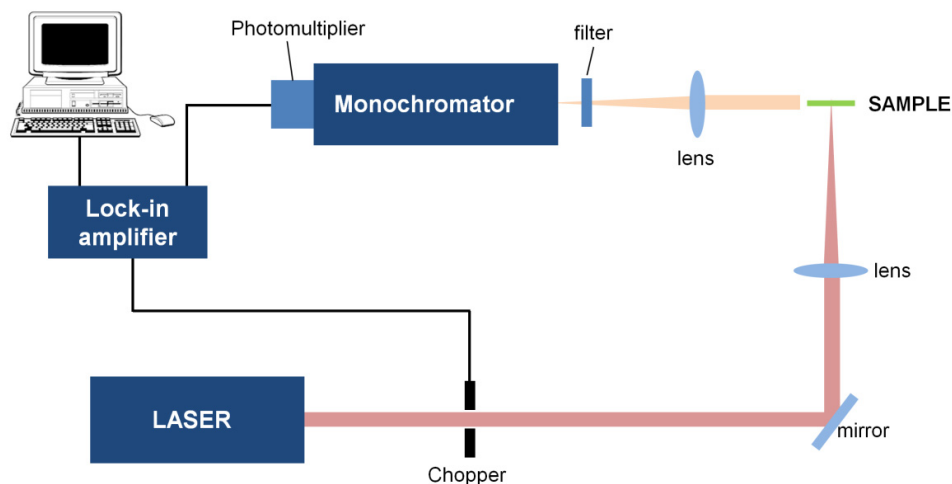 Photomultiplier
filter
Monochromator
SAMPLE
lens
Lock-in
amplifier
lens
LASER
mirror
Chopper